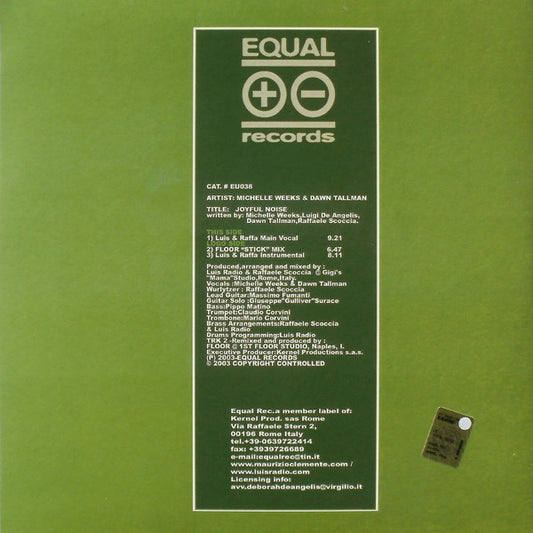 EQUAL
records
CAT. # EU038
ARTIST: MICHELLE WEEKS & DAWN TALLMAN
TITLE: JOYFUL NOISE
written by: Michelle Weeks,Luigi De Angelis,
Dawn Tallman,Raffaele Scoccia.
THIS SIDE
1) Luis & Raffa Main Vocal 9.21
LOGO SIDE
2) FLOOR "STICK" MIX 6.47
3) Luis & Raffa Instrumental 8.11
Produced,arranged and mixed by :
Luis Radio & Raffaele Scoccia @ Gigi's
"Mama"Studio,Rome,Italy.
Vocals :Michelle Weeks & Dawn Tallman
Wurlytzer : Raffaele Scoccia
Lead Guitar:Massimo Fumanti
Guitar Solo :Giuseppe"Gulliver"Surace
Bass:Pippo Matino
Trumpet:Claudio Corvini
Trombone:Mario Corvini
Brass Arrangements:Raffaele Scoccia
& Luis Radio
Drums Programming:Luis Radio
TRK 2 -Remixed and produced by :
FLOOR @ 1ST FLOOR STUDIO, Naples, I.
Executive Producer:Kernel Productions s.a.s.
(P) 2003-EQUAL RECORDS
© 2003 COPYRIGHT CONTROLLED
Equal Rec.a member label of:
Kernel Prod. sas Rome
Via Raffaele Stern 2,
00196 Rome Italy
tel.+39-0639722414
fax: +3939726689
e-mail:equalrec@tin.it
www.maurizioclemente.com /
www.luisradio.com
Licensing info:
avv.deborahdeangelis@virgilio.it